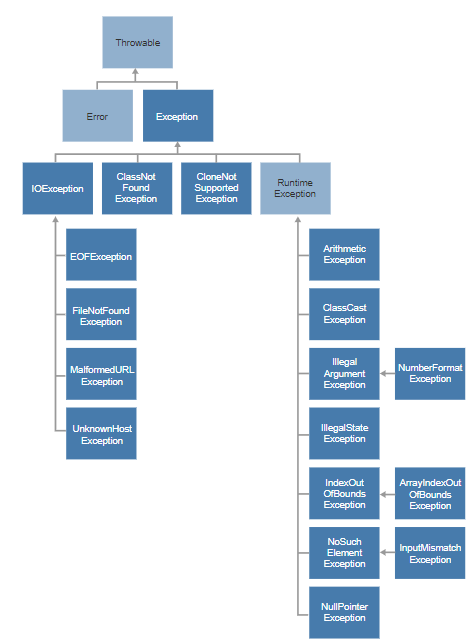 Throwable
Error
Exception
IOException
ClassNot
Found
Exception
CloneNot
Supported
Exception
Runtime
Exception
EOFException
FileNotFound
Exception
MalformedURL
Exception
UnknownHost
Exception
Arithmetic
Exception
ClassCast
Exception
Illegal
Argument
Exception
NumberFormat
Exception
IllegalState
Exception
IndexOut
OfBounds
Exception
ArrayIndexOut
OfBounds
Exception
NoSuch
Element
Exception
InputMismatch
Exception
NullPointer
Exception